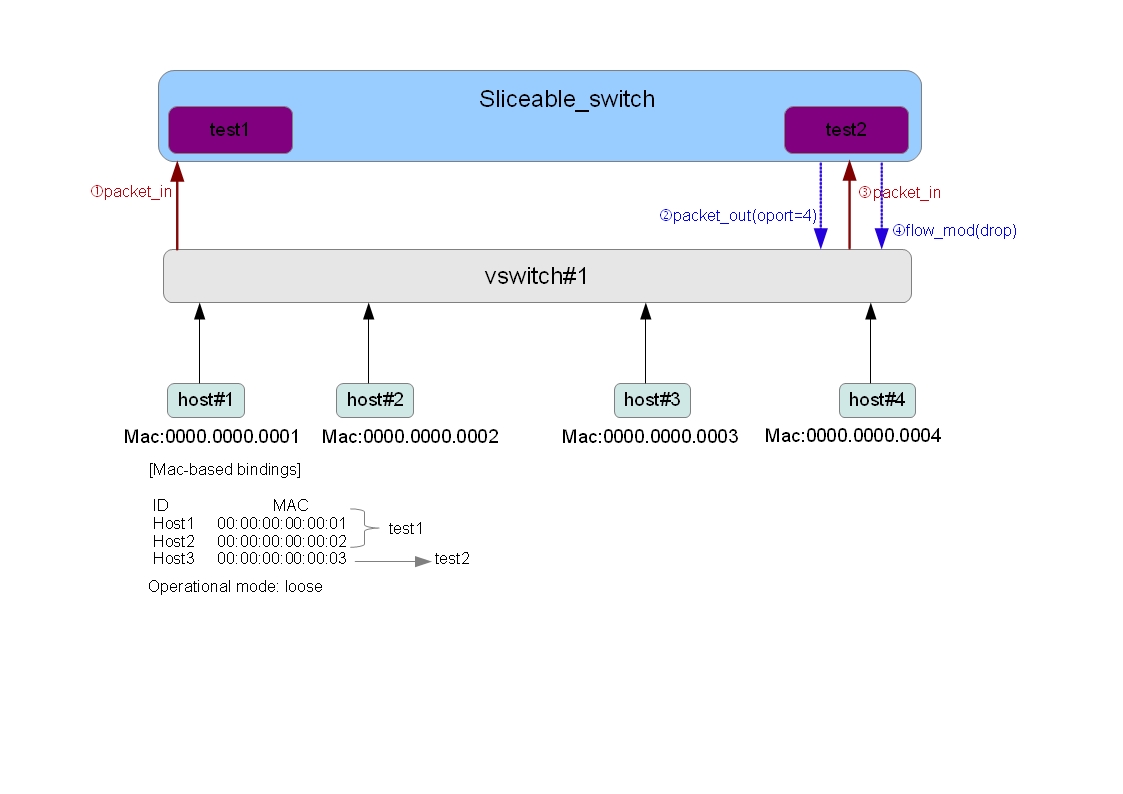 Sliceable_switch
test1
test2
①packet_in
③packet_in
②packet_out(oport=4)
④flow_mod(drop)
vswitch#1
host#1
host#2
host#3
host#4
Mac:0000.0000.0001
Mac:0000.0000.0002
Mac:0000.0000.0003
Mac:0000.0000.0004
[Mac-based bindings]
ID MAC
Host1 00:00:00:00:00:01
test1
Host2 00:00:00:00:00:02
Host3 00:00:00:00:00:03 test2
Operational mode: loose